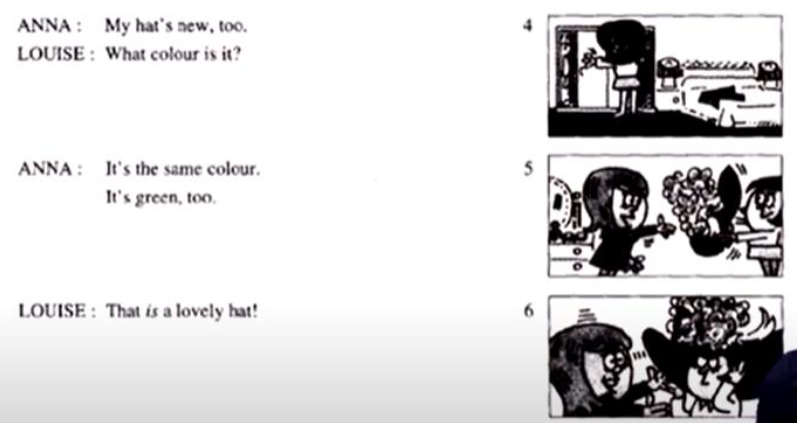 ANNA : My hat's new, too. 4
LOUISE : What colour is it?
ANNA : It's the same colour. 5
It's green, too.
LOUISE : That is a lovely hat! 6